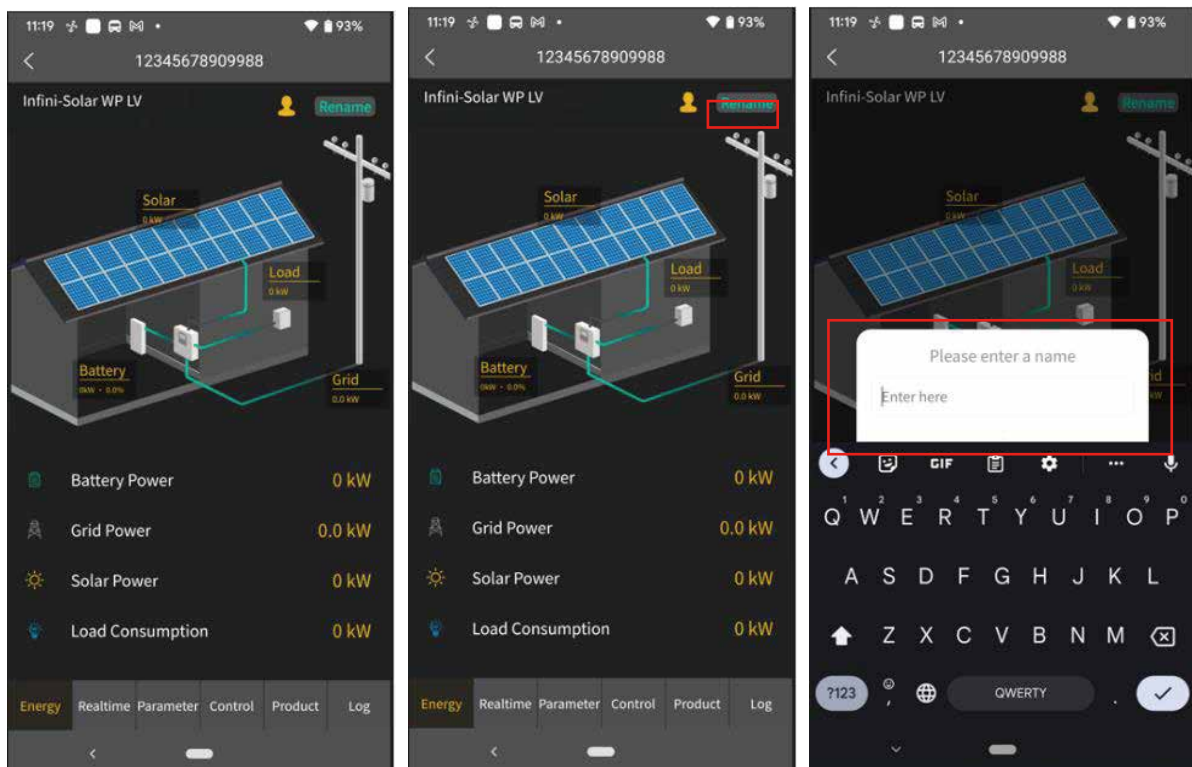 11:19 93%
12345678909988
Infini-Solar WP LV Rename
Solar
0 kW
Load
0 kW
Battery
0kW - 0.0%
Grid
0.0 kW
Battery Power 0 kW
Grid Power 0.0 kW
Solar Power 0 kW
Load Consumption 0 kW
Energy Realtime Parameter Control Product Log
11:19 93%
12345678909988
Infini-Solar WP LV Rename
Solar
0 kW
Load
0 kW
Battery
0kW - 0.0%
Grid
0.0 kW
Battery Power 0 kW
Grid Power 0.0 kW
Solar Power 0 kW
Load Consumption 0 kW
Energy Realtime Parameter Control Product Log
11:19 93%
12345678909988
Infini-Solar WP LV Rename
Solar
0 kW
Load
0 kW
Please enter a name
Enter here
GIF
1 2 3 4 5 6 7 8 9 0
Q W E R T Y U I O P
A S D F G H J K L
Z X C V B N M
?123 , QWERTY .